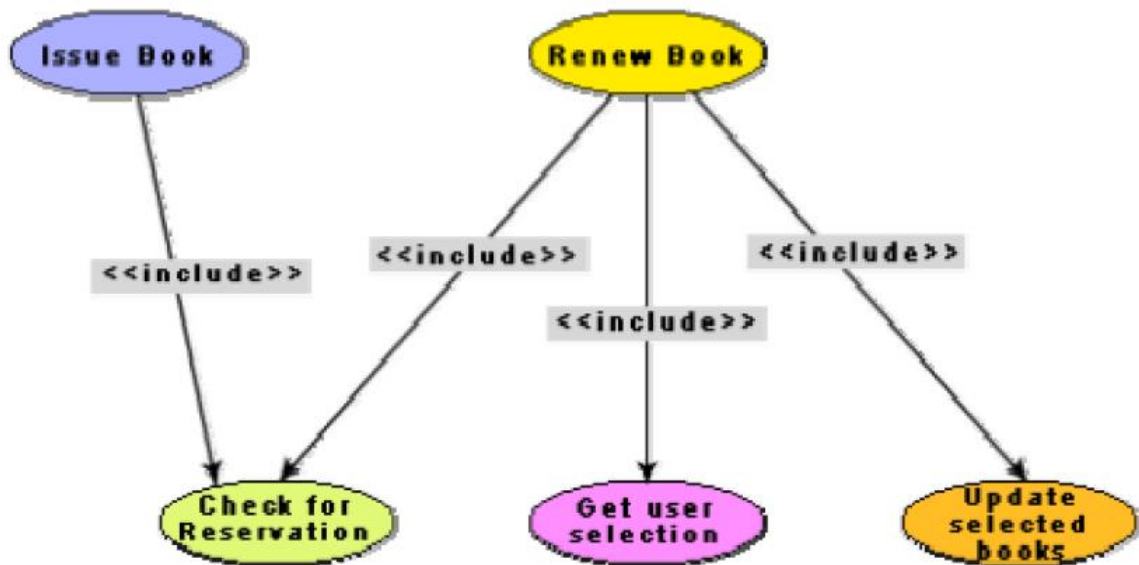 Issue Book
Renew Book
<<include>>
<<include>>
<<include>>
<<include>>
Check for
Reservation
Get user
selection
Update
selected
books